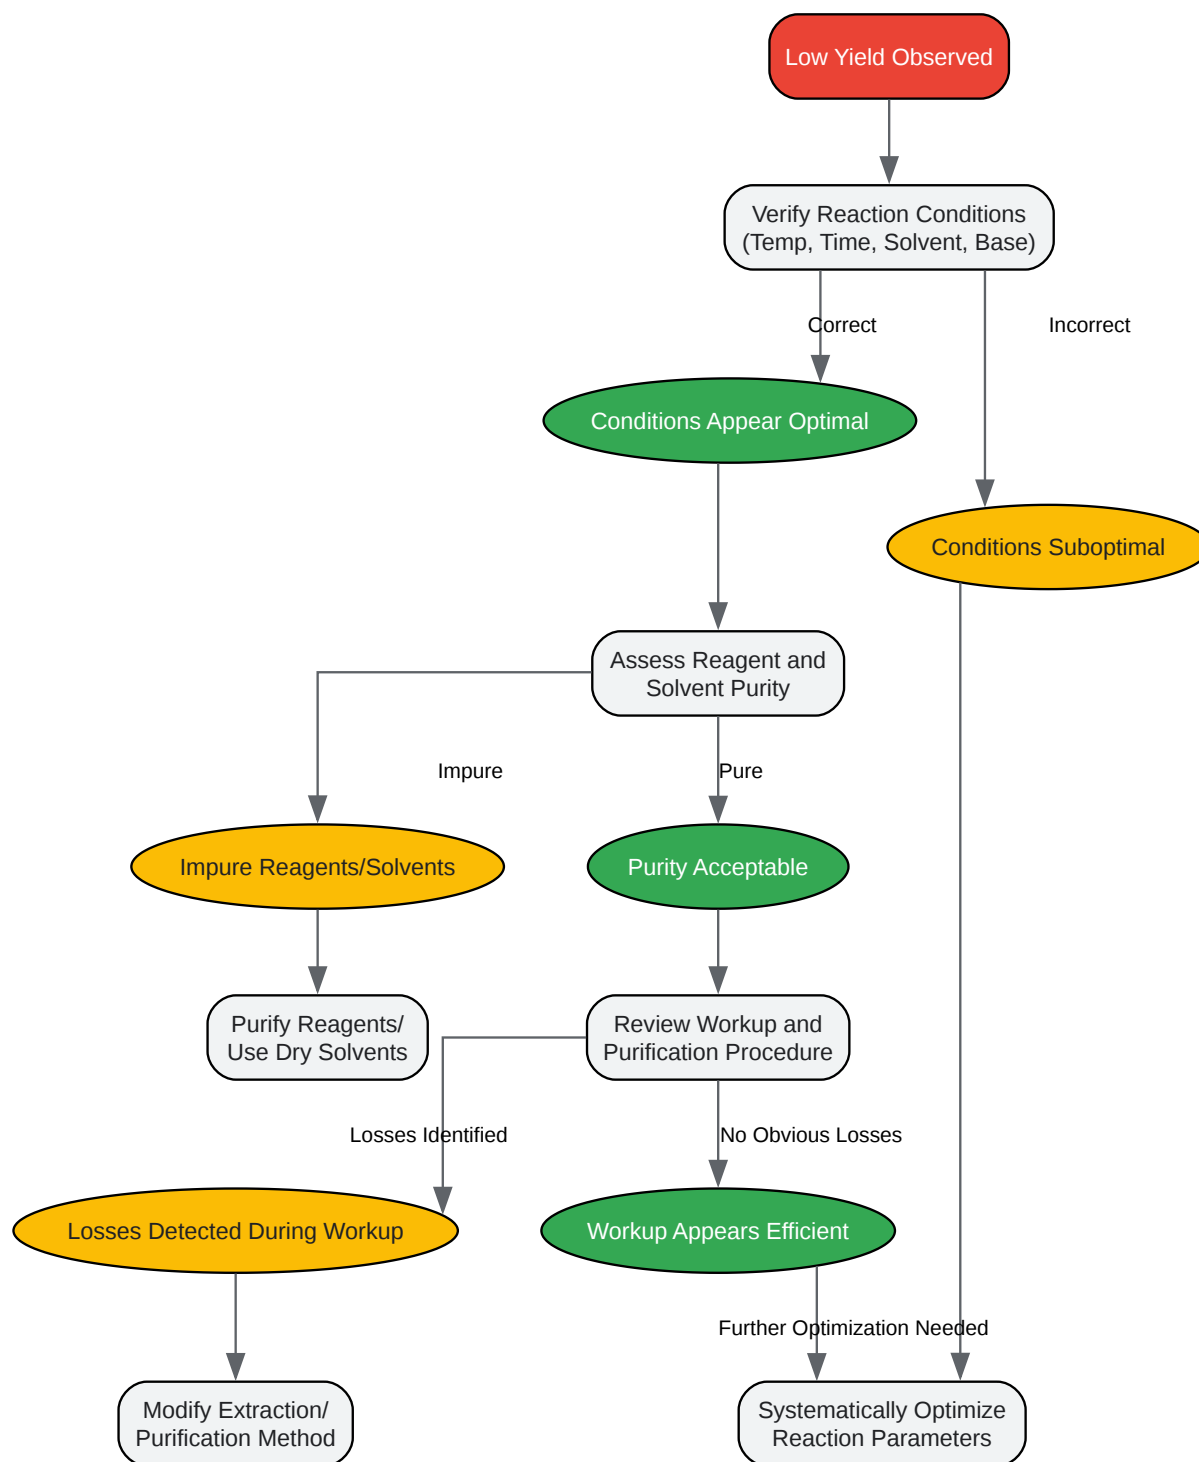 Low Yield Observed
Verify Reaction Conditions
(Temp, Time, Solvent, Base)
Correct
Incorrect
Conditions Appear Optimal
Conditions Suboptimal
Assess Reagent and
Solvent Purity
Impure
Pure
Impure Reagents/Solvents
Purity Acceptable
Purify Reagents/
Use Dry Solvents
Review Workup and
Purification Procedure
Losses Identified
No Obvious Losses
Losses Detected During Workup
Workup Appears Efficient
Further Optimization Needed
Modify Extraction/
Purification Method
Systematically Optimize
Reaction Parameters